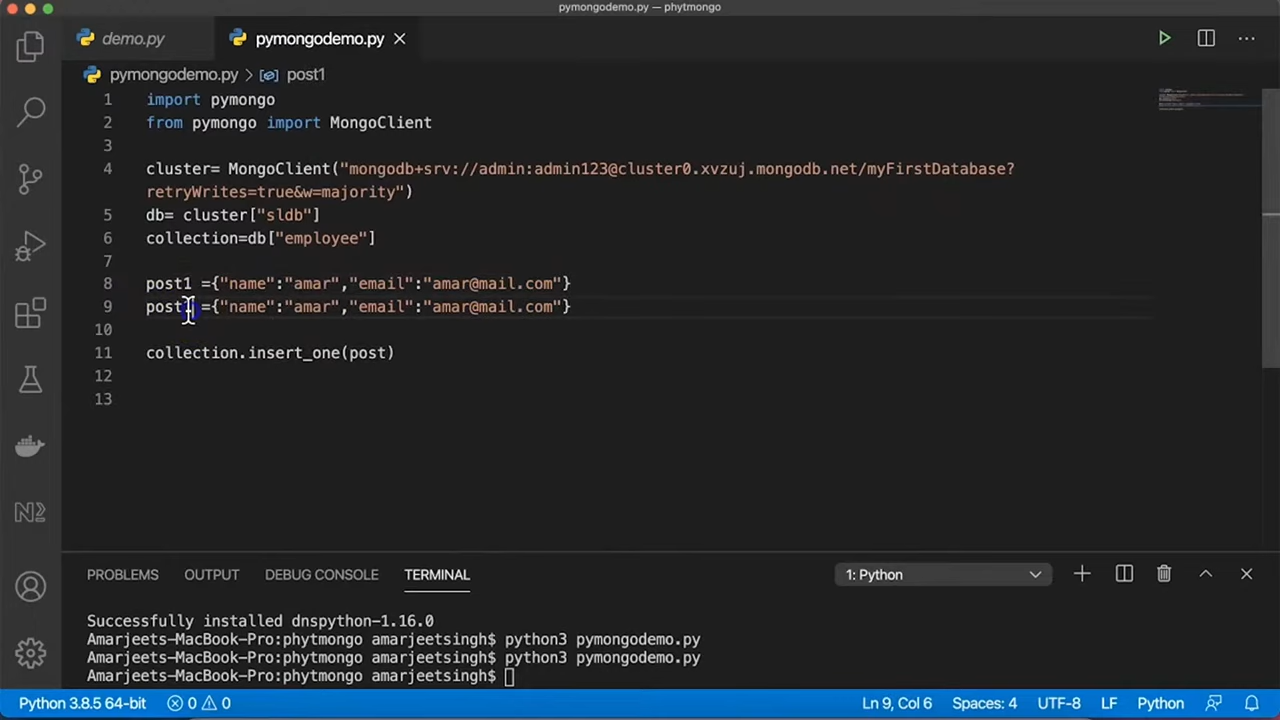 pymongodemo.py — phytmongo
demo.py
pymongodemo.py
pymongodemo.py > post1
1 import pymongo
2 from pymongo import MongoClient
3
4 cluster= MongoClient("mongodb+srv://admin:admin123@cluster0.xvzuj.mongodb.net/myFirstDatabase?
retryWrites=true&w=majority")
5 db= cluster["sldb"]
6 collection=db["employee"]
7
8 post1 ={"name":"amar","email":"amar@mail.com"}
9 post1 ={"name":"amar","email":"amar@mail.com"}
10
11 collection.insert_one(post)
12
13
PROBLEMS OUTPUT DEBUG CONSOLE TERMINAL 1: Python
Successfully installed dnspython-1.16.0
Amarjeets-MacBook-Pro:phytmongo amarjeetsingh$ python3 pymongodemo.py
Amarjeets-MacBook-Pro:phytmongo amarjeetsingh$ python3 pymongodemo.py
Amarjeets-MacBook-Pro:phytmongo amarjeetsingh$
Python 3.8.5 64-bit 0 0 Ln 9, Col 6 Spaces: 4 UTF-8 LF Python